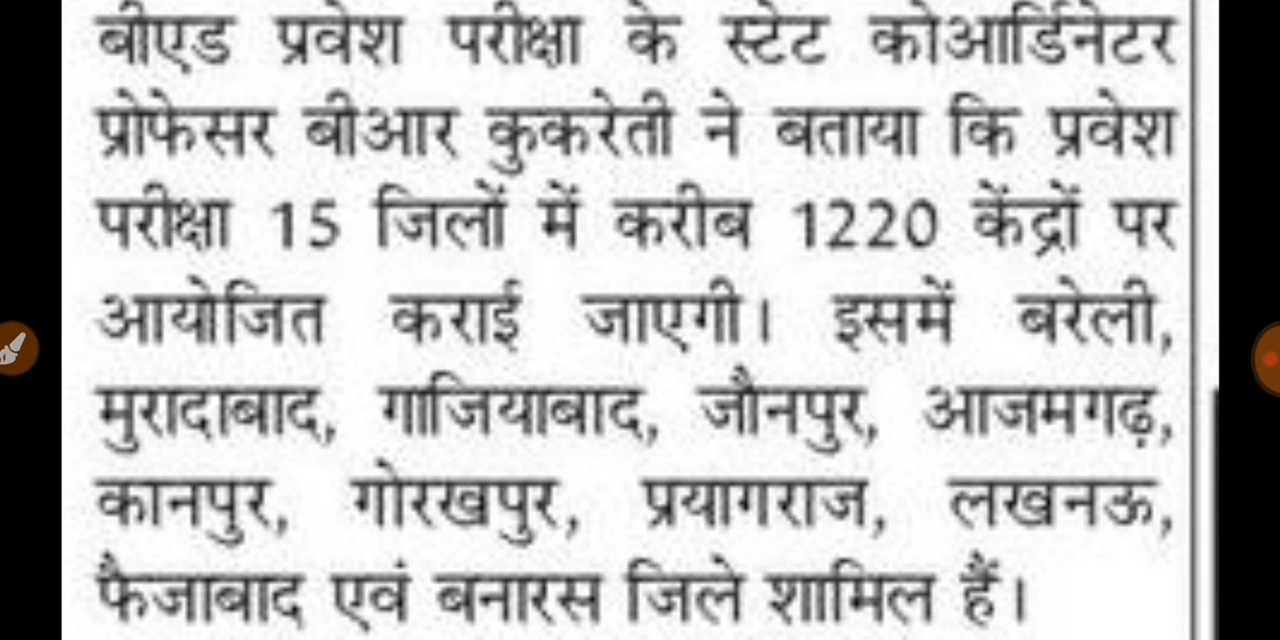 बीएड प्रवेश परीक्षा के स्टेट कोआर्डिनेटर
प्रोफेसर बीआर कुकरेती ने बताया कि प्रवेश
परीक्षा 15 जिलों में करीब 1220 केंद्रों पर
आयोजित कराई जाएगी। इसमें बरेली,
मुरादाबाद, गाजियाबाद, जौनपुर, आजमगढ़,
कानपुर, गोरखपुर, प्रयागराज, लखनऊ,
फैजाबाद एवं बनारस जिले शामिल हैं।